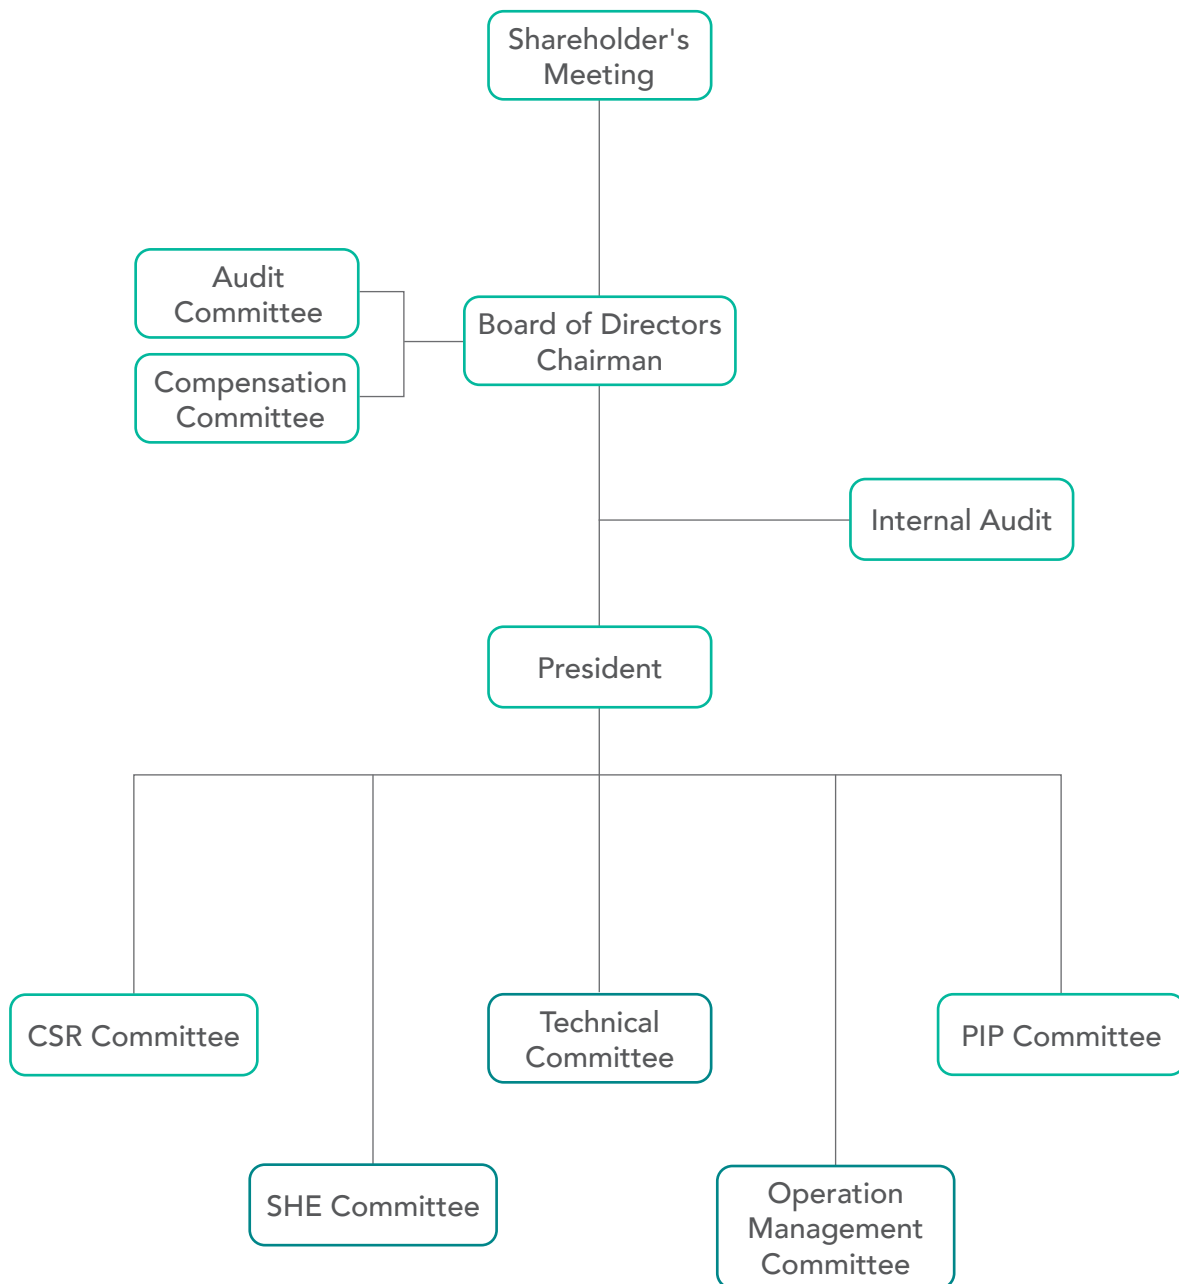 Shareholder's
Meeting
Audit
Committee
Board of Directors
Chairman
Compensation
Committee
Internal Audit
President
CSR Committee
Technical
Committee
PIP Committee
SHE Committee
Operation
Management
Committee